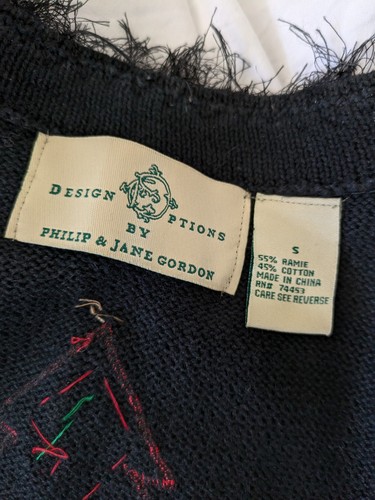 DESIGN OPTIONS
BY
PHILIP & JANE GORDON
S
55% RAMIE
45% COTTON
MADE IN CHINA
RN# 74453
CARE SEE REVERSE